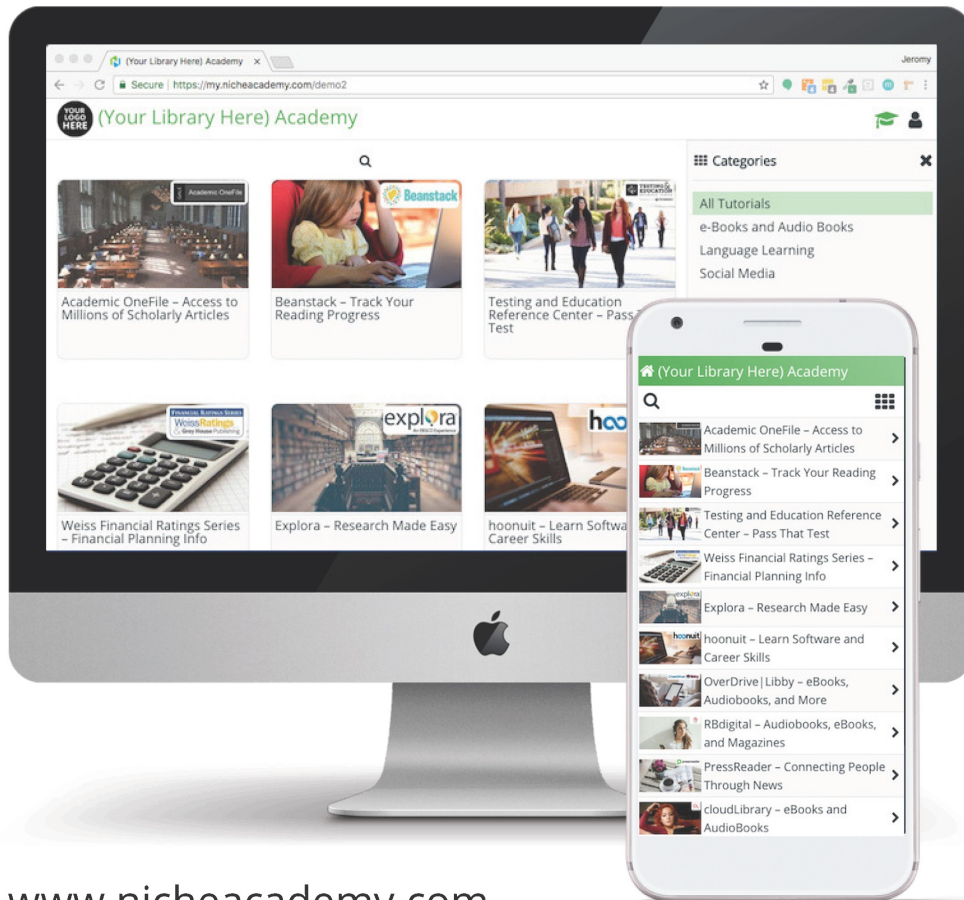 (Your Library Here) Academy
Jeromy
Secure | https://my.nicheacademy.com/demo2
YOUR
LOGO
HERE
(Your Library Here) Academy
Categories
All Tutorials
e-Books and Audio Books
Language Learning
Social Media
Academic OneFile
Beanstack
TESTING &
EDUCATION
Academic OneFile – Access to
Millions of Scholarly Articles
Beanstack – Track Your
Reading Progress
Testing and Education
Reference Center – Pass T
Test
FINANCIAL RATINGS SERIES
WeissRatings
& Grey House Publishing
explora
An EBSCO Experience
hoo
Weiss Financial Ratings Series
– Financial Planning Info
Explora – Research Made Easy
hoonuit – Learn Softwa
Career Skills
(Your Library Here) Academy
Academic OneFile – Access to
Millions of Scholarly Articles
Beanstack – Track Your Reading
Progress
Testing and Education Reference
Center – Pass That Test
Weiss Financial Ratings Series –
Financial Planning Info
explora
Explora – Research Made Easy
hoonuit
hoonuit – Learn Software and
Career Skills
OverDrive|Libby – eBooks,
Audiobooks, and More
RBdigital – Audiobooks, eBooks,
and Magazines
PressReader – Connecting People
Through News
cloudLibrary – eBooks and
AudioBooks
www.nicheacademy.com